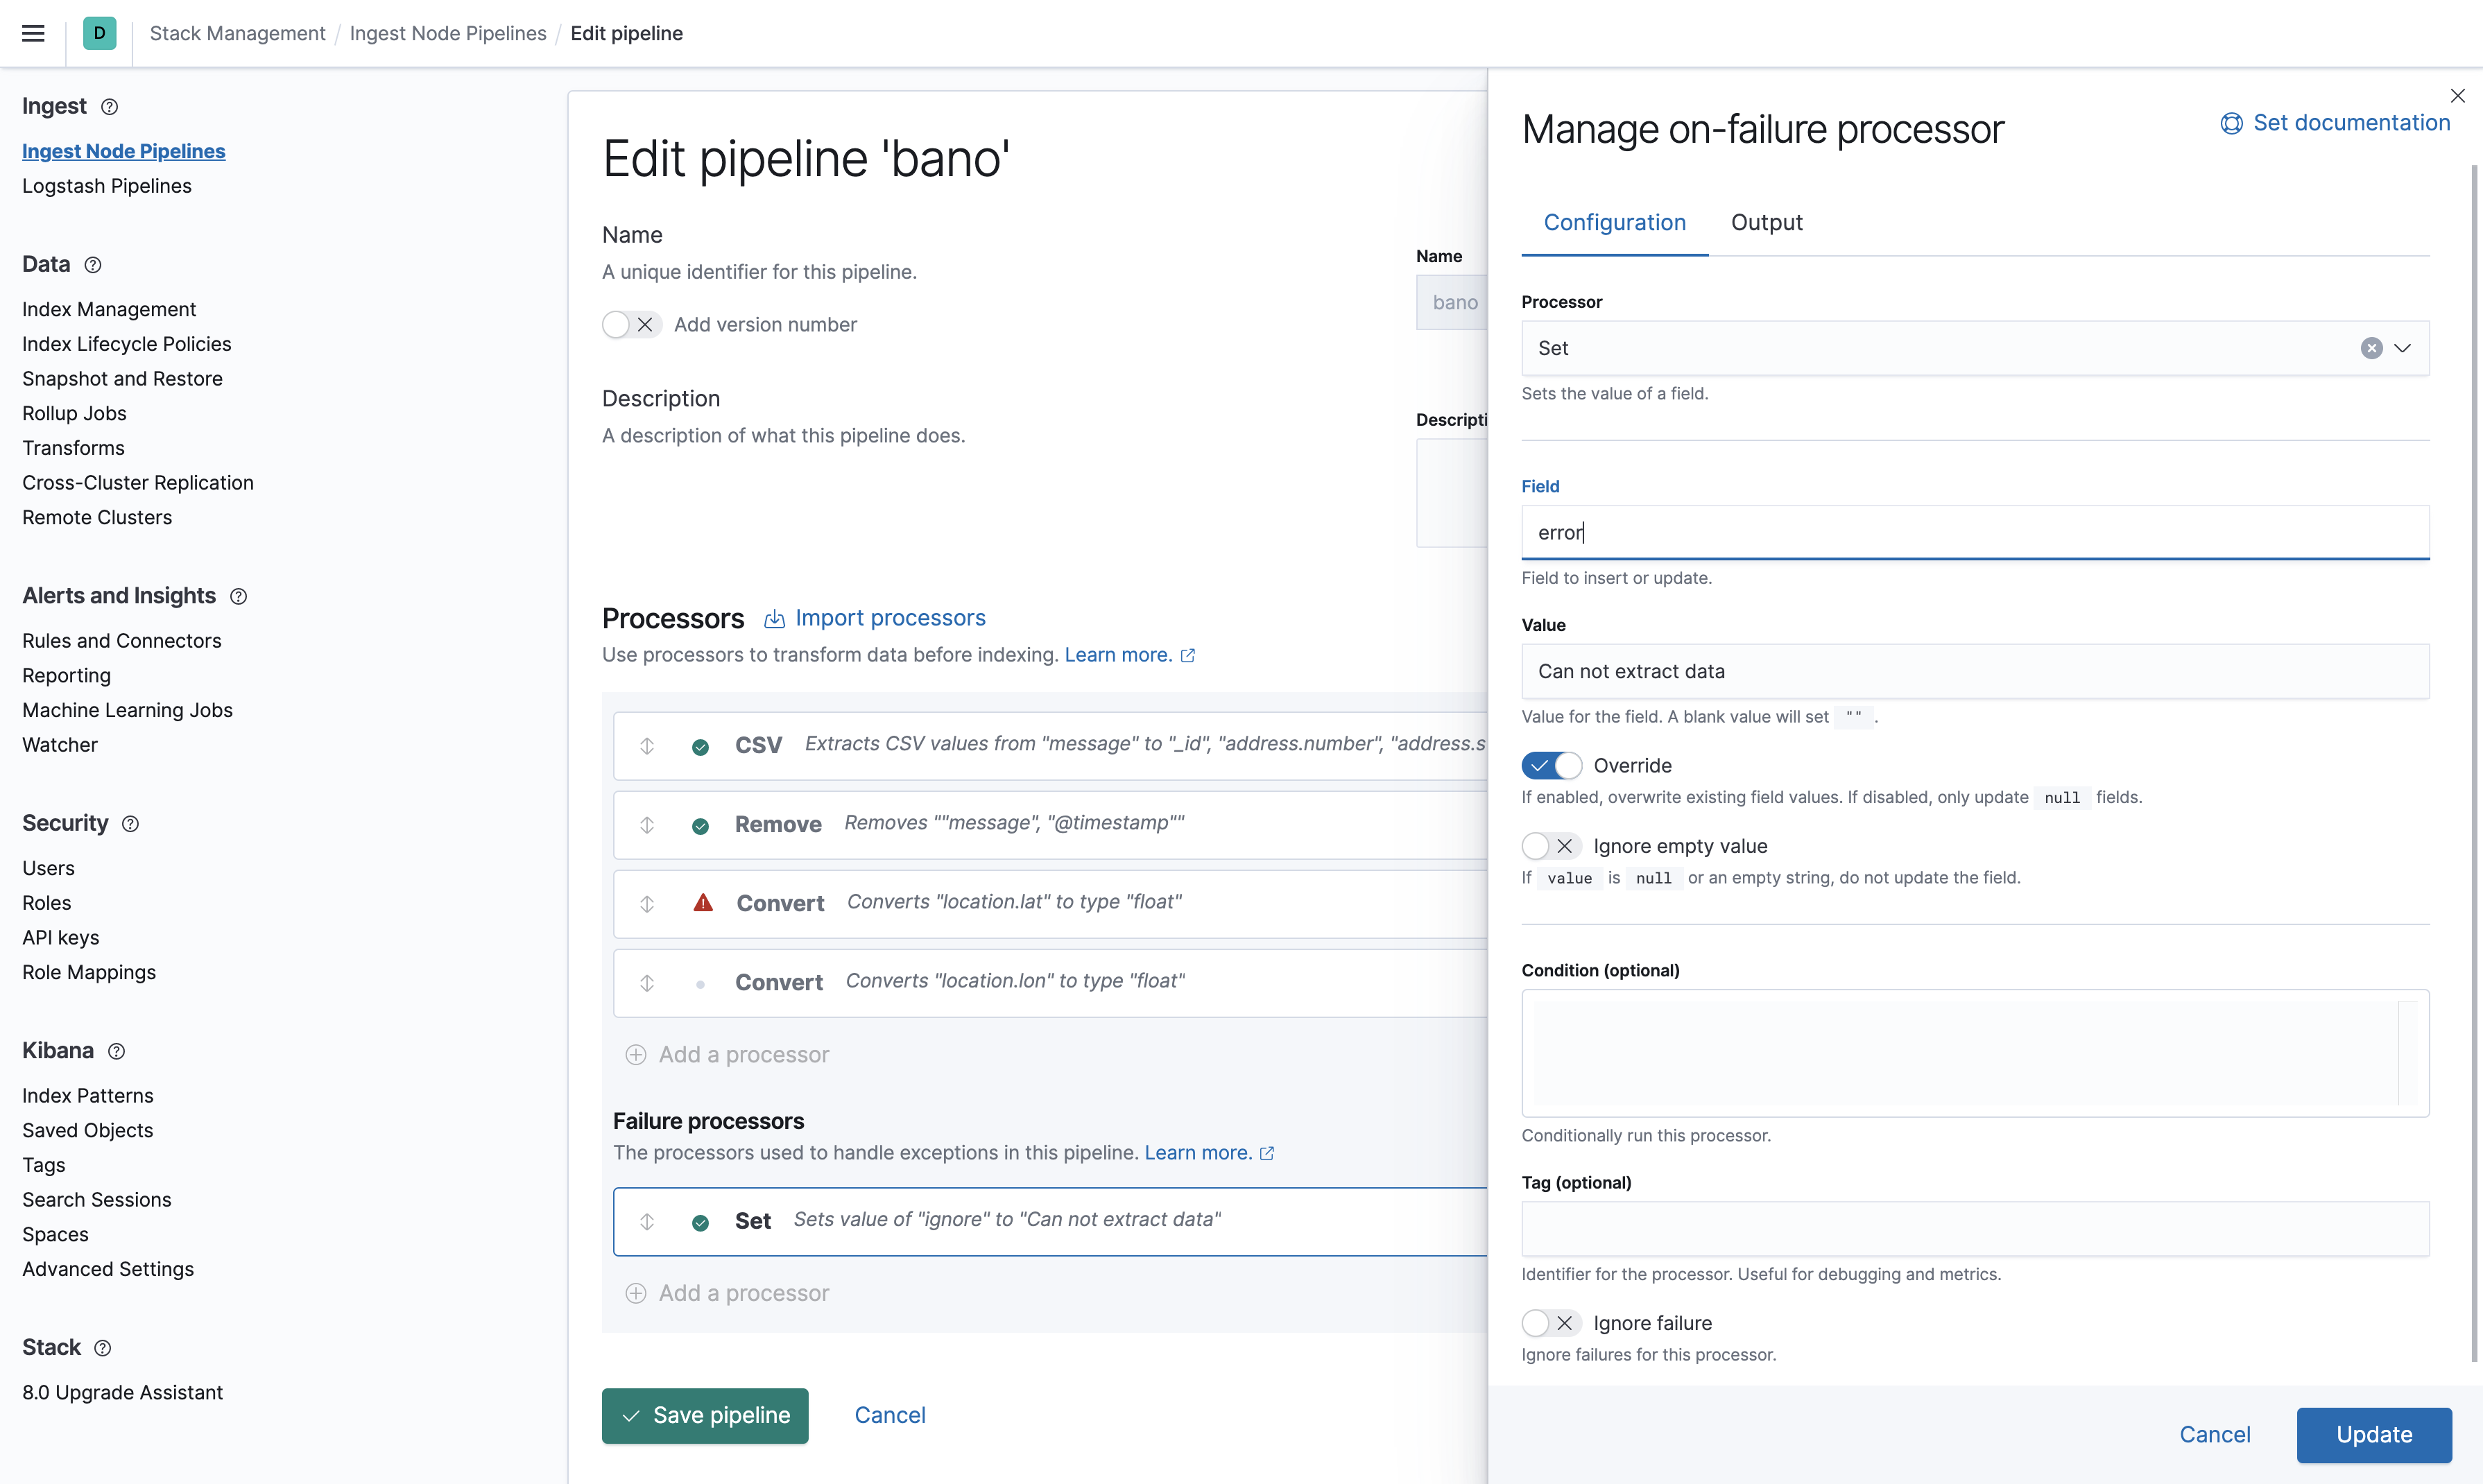 D Stack Management / Ingest Node Pipelines / Edit pipeline
Ingest
Ingest Node Pipelines
Logstash Pipelines
Data
Index Management
Index Lifecycle Policies
Snapshot and Restore
Rollup Jobs
Transforms
Cross-Cluster Replication
Remote Clusters
Alerts and Insights
Rules and Connectors
Reporting
Machine Learning Jobs
Watcher
Security
Users
Roles
API keys
Role Mappings
Kibana
Index Patterns
Saved Objects
Tags
Search Sessions
Spaces
Advanced Settings
Stack
8.0 Upgrade Assistant
Edit pipeline 'bano'
Name
A unique identifier for this pipeline.
Add version number
Name
bano
Description
A description of what this pipeline does.
Descripti
Processors Import processors
Use processors to transform data before indexing. Learn more.
CSV Extracts CSV values from "message" to "_id", "address.number", "address.s
Remove Removes ""message", "@timestamp""
Convert Converts "location.lat" to type "float"
Convert Converts "location.lon" to type "float"
Add a processor
Failure processors
The processors used to handle exceptions in this pipeline. Learn more.
Set Sets value of "ignore" to "Can not extract data"
Add a processor
Save pipeline Cancel
Manage on-failure processor
Set documentation
Configuration Output
Processor
Set
Sets the value of a field.
Field
error
Field to insert or update.
Value
Can not extract data
Value for the field. A blank value will set "" .
Override
If enabled, overwrite existing field values. If disabled, only update null fields.
Ignore empty value
If value is null or an empty string, do not update the field.
Condition (optional)
Conditionally run this processor.
Tag (optional)
Identifier for the processor. Useful for debugging and metrics.
Ignore failure
Ignore failures for this processor.
Cancel Update